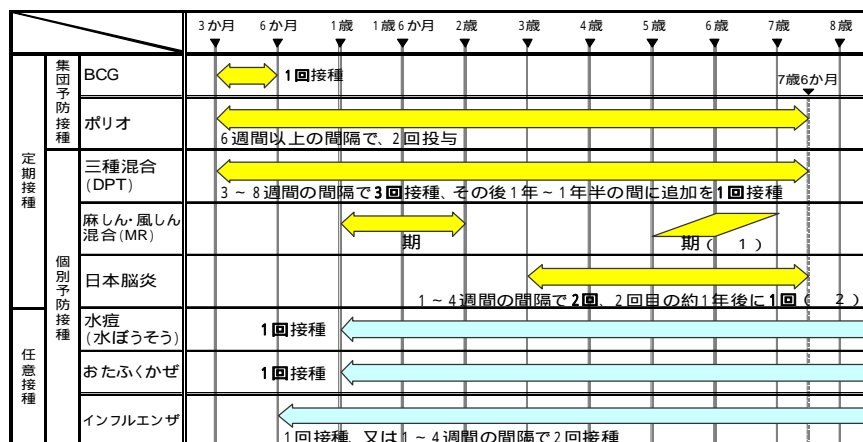 3か月 6か月 1歳 1歳6か月 2歳 3歳 4歳 5歳 6歳 7歳 8歳
7歳6か月
定期接種
集団予防接種
BCG
1回接種
ポリオ
6週間以上の間隔で、2回投与
個別予防接種
三種混合
(DPT)
3～8週間の間隔で3回接種、その後1年～1年半の間に追加を1回接種
麻しん・風しん
混合(MR)
期
期( 1)
日本脳炎
1～4週間の間隔で2回、2回目の約1年後に1回( 2)
任意接種
水痘
(水ぼうそう)
1回接種
おたふくかぜ
1回接種
インフルエンザ
1回接種、又は1～4週間の間隔で2回接種